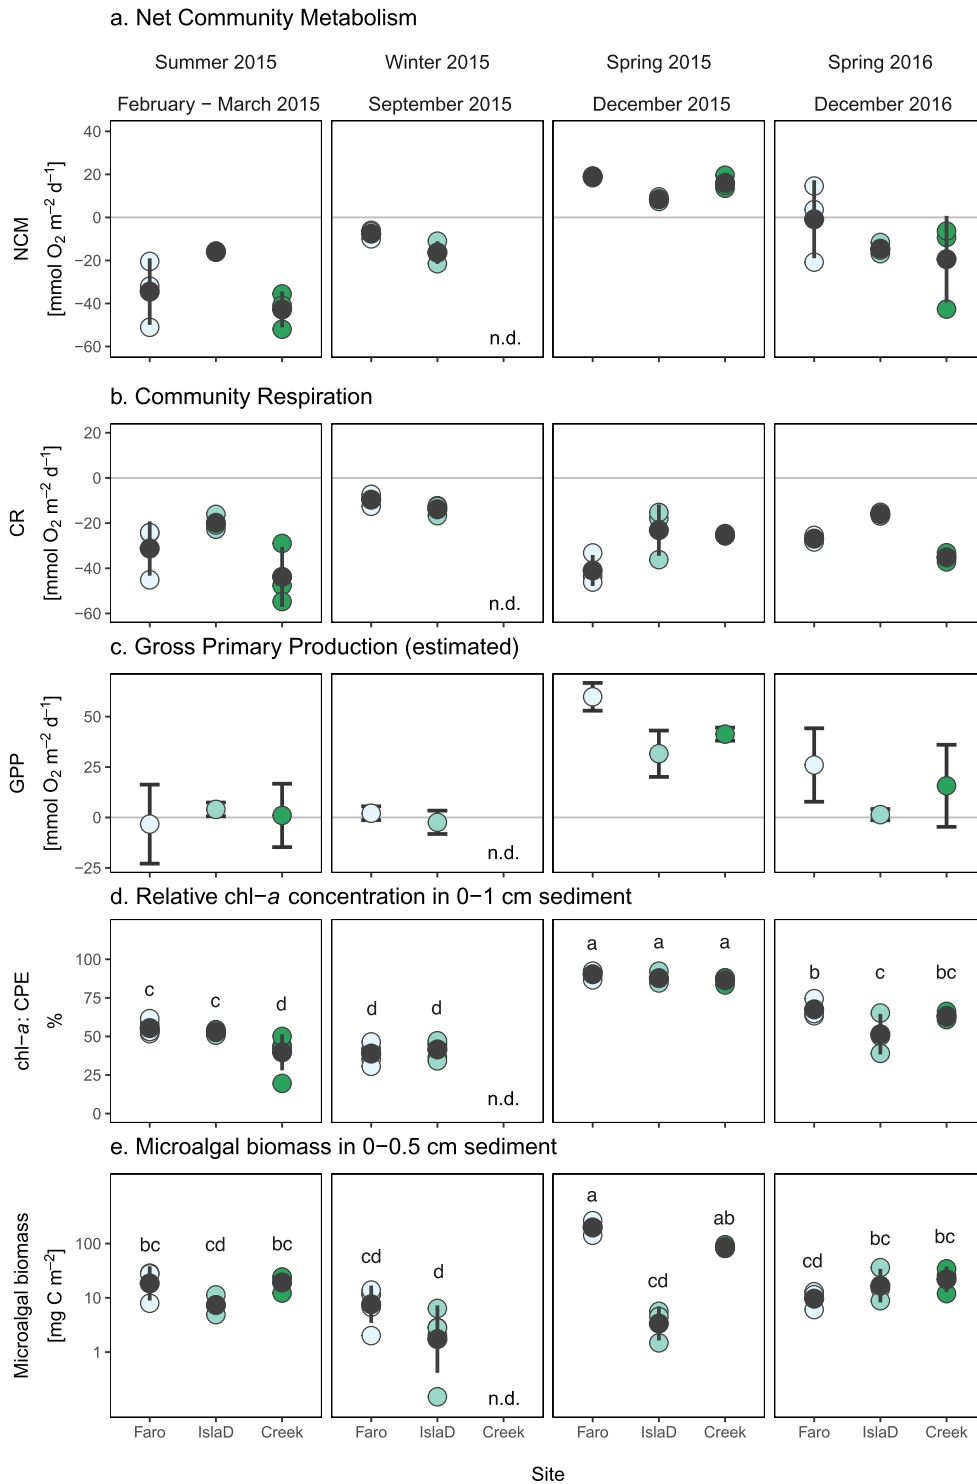 a. Net Community Metabolism
Summer 2015 Winter 2015 Spring 2015 Spring 2016
February − March 2015 September 2015 December 2015 December 2016
NCM
[mmol O₂ m⁻² d⁻¹]
40
20
0
−20
−40
−60
n.d.
b. Community Respiration
CR
[mmol O₂ m⁻² d⁻¹]
20
0
−20
−40
−60
n.d.
c. Gross Primary Production (estimated)
GPP
[mmol O₂ m⁻² d⁻¹]
50
25
0
−25
n.d.
d. Relative chl−a concentration in 0−1 cm sediment
chl−a: CPE
%
100
75
50
25
0
c c d d d a a a b c bc
n.d.
e. Microalgal biomass in 0−0.5 cm sediment
Microalgal biomass
[mg C m⁻²]
100
10
1
bc cd bc cd d a cd ab cd bc bc
n.d.
Faro IslaD Creek Faro IslaD Creek Faro IslaD Creek Faro IslaD Creek
Site